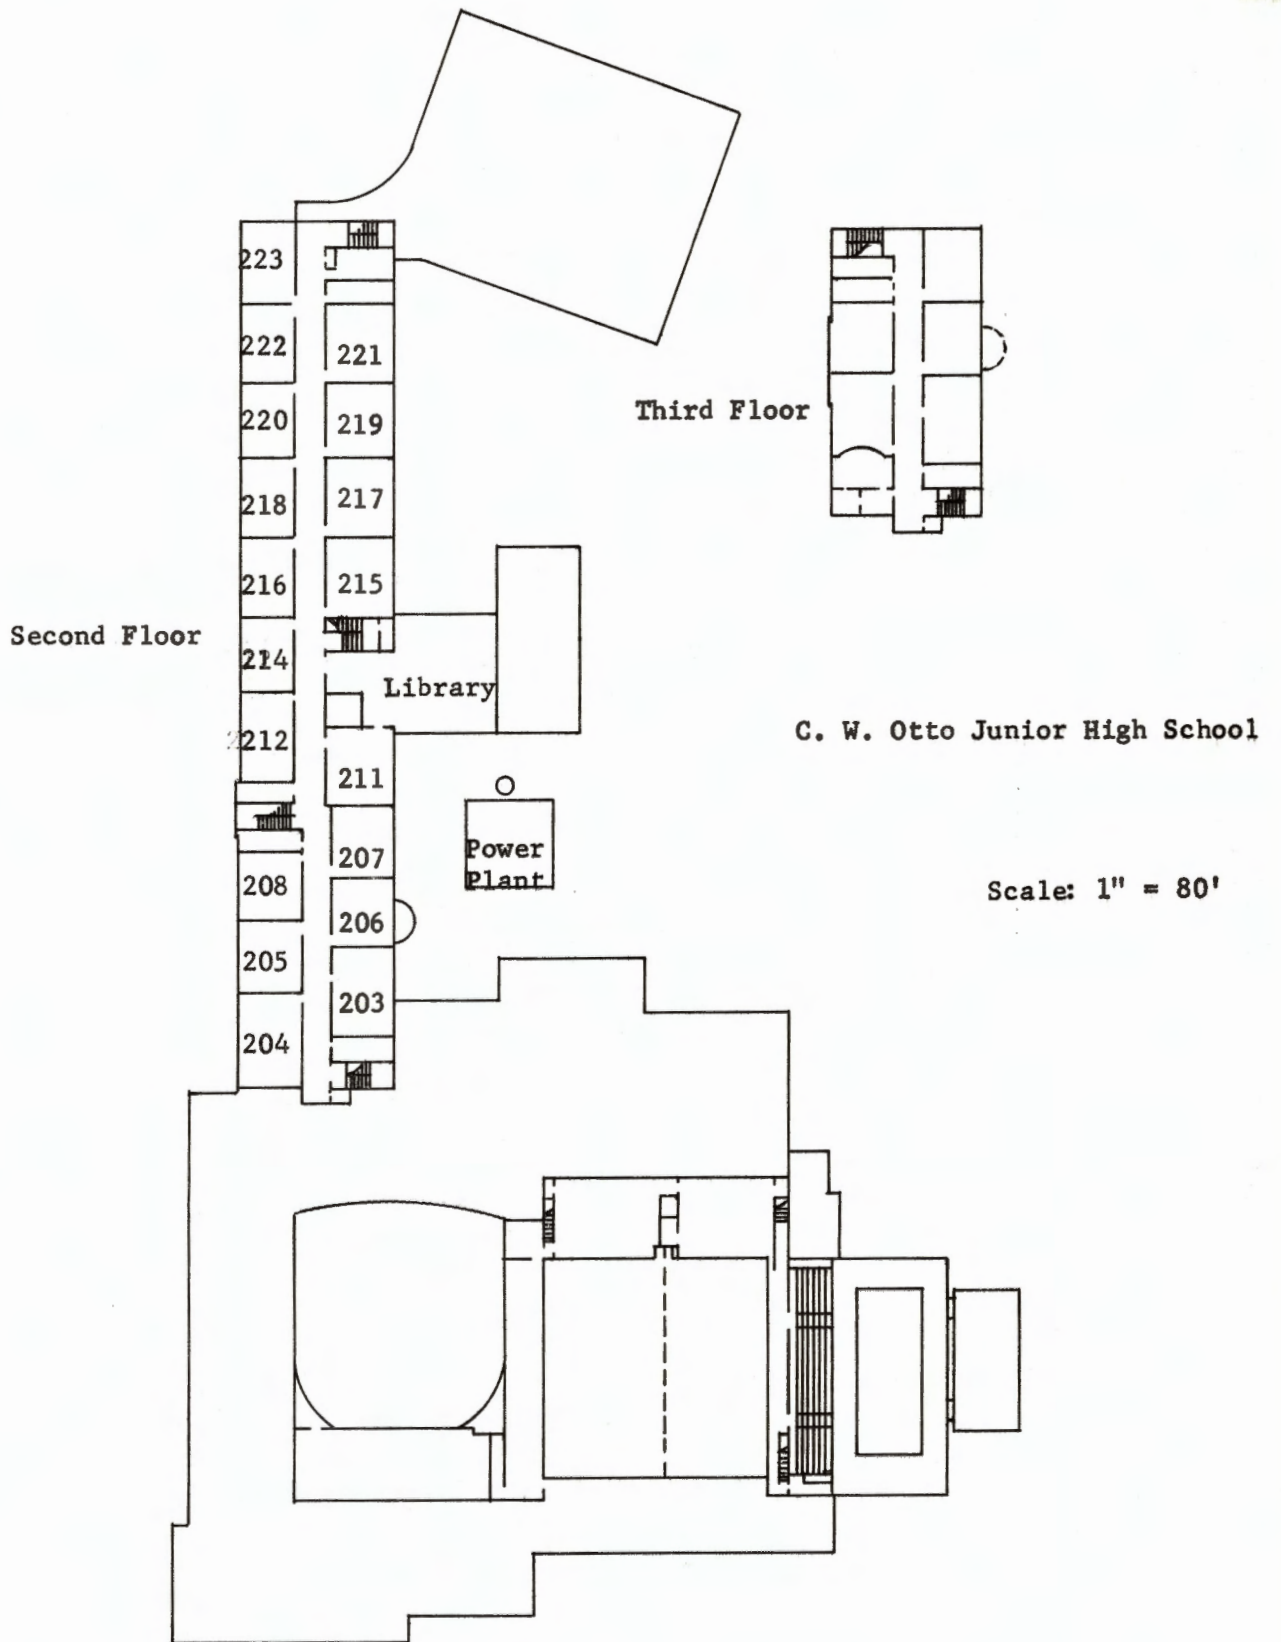 223
222
221
Third Floor
220
219
218
217
216
215
Second Floor
214
Library
212
C. W. Otto Junior High School
211
Power
Plant
207
208
Scale: 1" = 80'
206
205
203
204